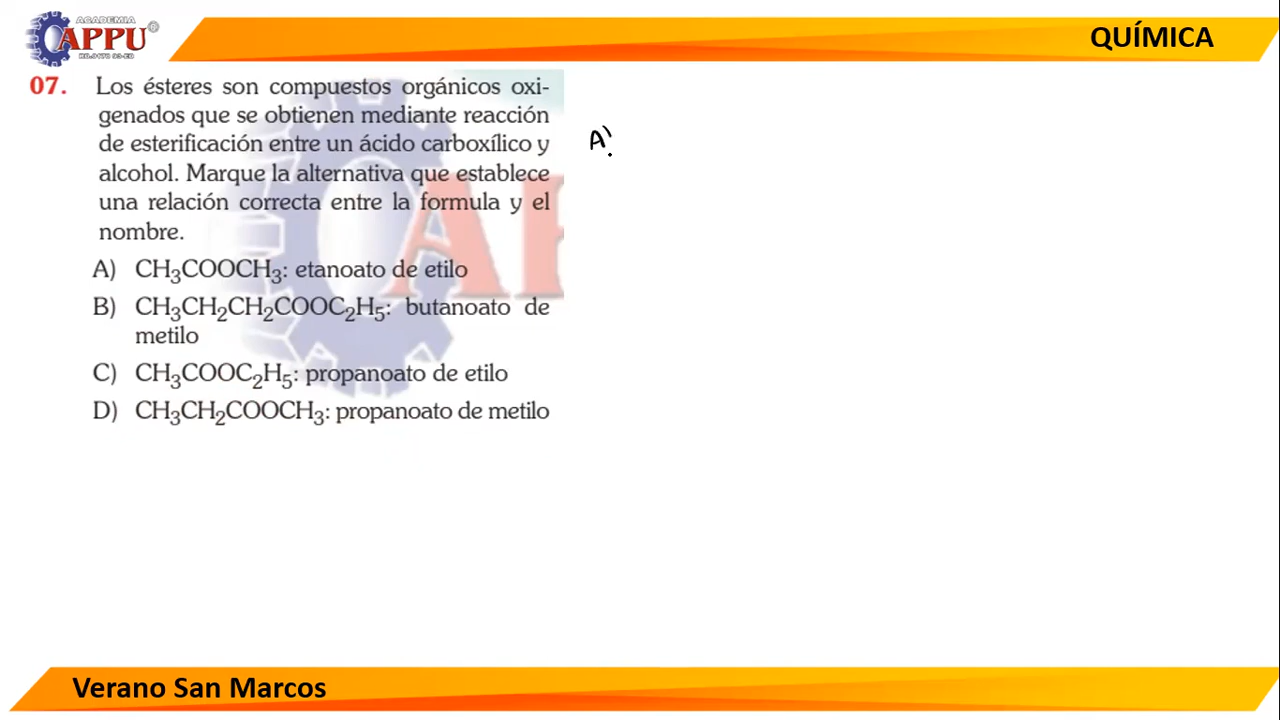 ACADEMIA
APPU®
QUÍMICA
07. Los ésteres son compuestos orgánicos oxi-
genados que se obtienen mediante reacción
de esterificación entre un ácido carboxílico y
alcohol. Marque la alternativa que establece
una relación correcta entre la formula y el
nombre.
A) CH₃COOCH₃: etanoato de etilo
B) CH₃CH₂CH₂COOC₂H₅: butanoato de
metilo
C) CH₃COOC₂H₅: propanoato de etilo
D) CH₃CH₂COOCH₃: propanoato de metilo
A)
Verano San Marcos